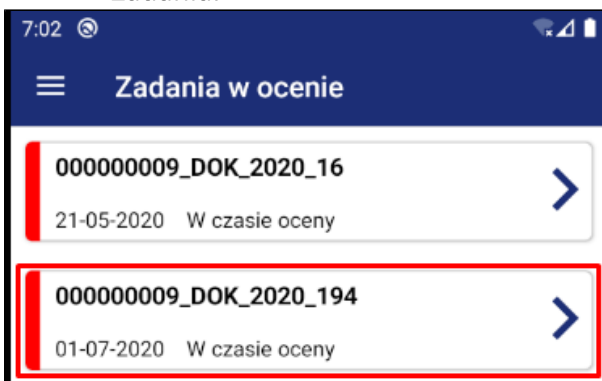 7:02
Zadania w ocenie
000000009_DOK_2020_16
21-05-2020 W czasie oceny
000000009_DOK_2020_194
01-07-2020 W czasie oceny